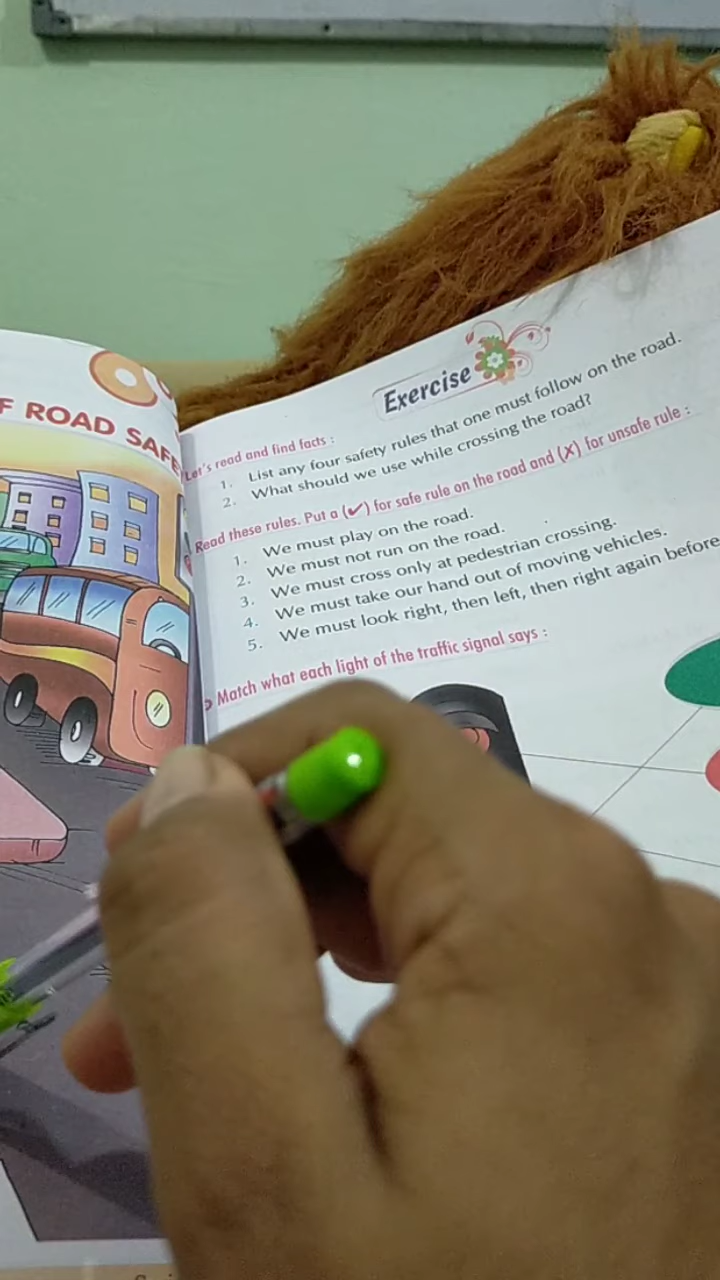 F ROAD SAFE
Exercise
Let's read and find facts :
1. List any four safety rules that one must follow on the road.
2. What should we use while crossing the road?
Read these rules. Put a (✔) for safe rule on the road and (✗) for unsafe rule :
1. We must play on the road.
2. We must not run on the road.
3. We must cross only at pedestrian crossing.
4. We must take our hand out of moving vehicles.
5. We must look right, then left, then right again before
Match what each light of the traffic signal says :